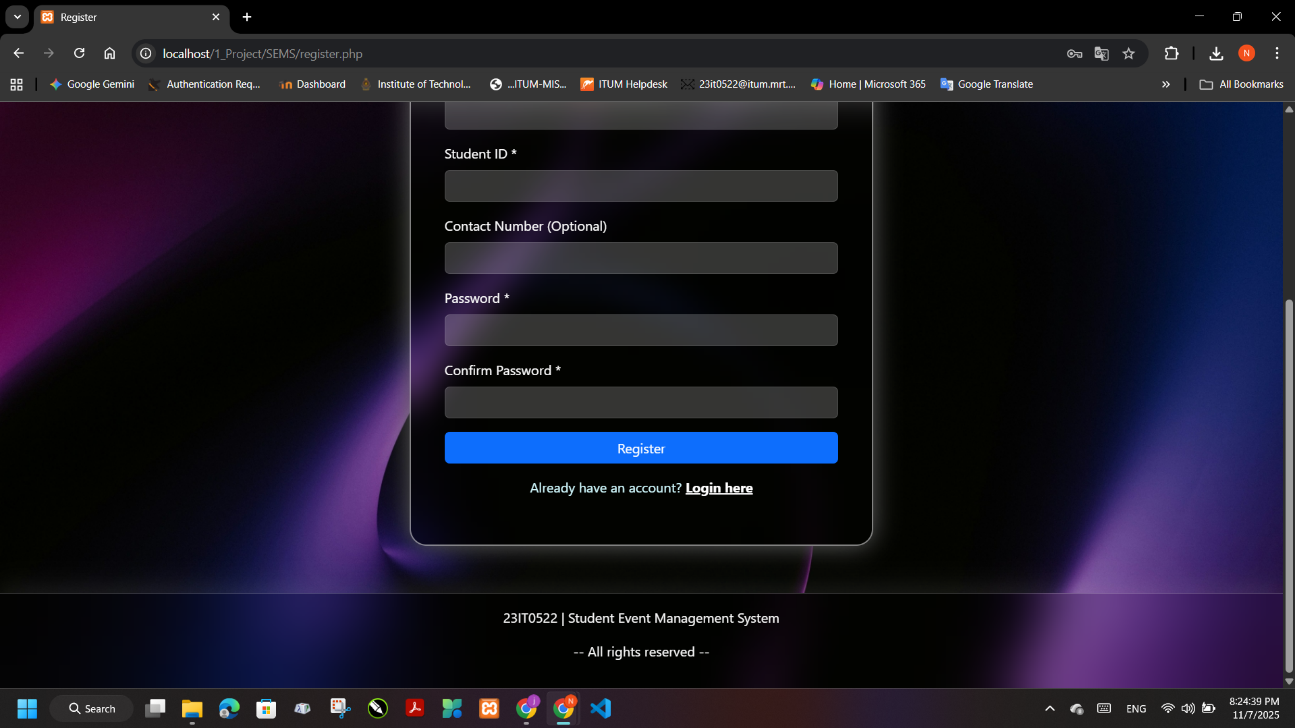 Register
localhost/1_Project/SEMS/register.php
N
Google Gemini
Authentication Req...
Dashboard
Institute of Technol...
...ITUM-MIS...
ITUM Helpdesk
23it0522@itum.mrt....
Home | Microsoft 365
Google Translate
»
All Bookmarks
Student ID *
Contact Number (Optional)
Password *
Confirm Password *
Register
Already have an account? Login here
23IT0522 | Student Event Management System
-- All rights reserved --
Search
J
N
ENG
8:24:39 PM
11/7/2025